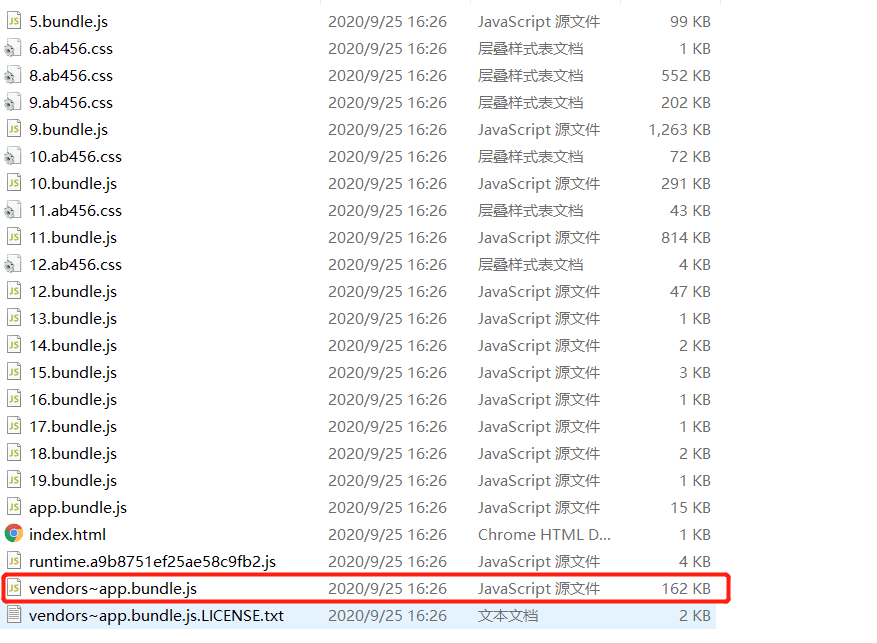 5.bundle.js 2020/9/25 16:26 JavaScript 源文件 99 KB
6.ab456.css 2020/9/25 16:26 层叠样式表文档 1 KB
8.ab456.css 2020/9/25 16:26 层叠样式表文档 552 KB
9.ab456.css 2020/9/25 16:26 层叠样式表文档 202 KB
9.bundle.js 2020/9/25 16:26 JavaScript 源文件 1,263 KB
10.ab456.css 2020/9/25 16:26 层叠样式表文档 72 KB
10.bundle.js 2020/9/25 16:26 JavaScript 源文件 291 KB
11.ab456.css 2020/9/25 16:26 层叠样式表文档 43 KB
11.bundle.js 2020/9/25 16:26 JavaScript 源文件 814 KB
12.ab456.css 2020/9/25 16:26 层叠样式表文档 4 KB
12.bundle.js 2020/9/25 16:26 JavaScript 源文件 47 KB
13.bundle.js 2020/9/25 16:26 JavaScript 源文件 1 KB
14.bundle.js 2020/9/25 16:26 JavaScript 源文件 2 KB
15.bundle.js 2020/9/25 16:26 JavaScript 源文件 3 KB
16.bundle.js 2020/9/25 16:26 JavaScript 源文件 1 KB
17.bundle.js 2020/9/25 16:26 JavaScript 源文件 1 KB
18.bundle.js 2020/9/25 16:26 JavaScript 源文件 2 KB
19.bundle.js 2020/9/25 16:26 JavaScript 源文件 1 KB
app.bundle.js 2020/9/25 16:26 JavaScript 源文件 15 KB
index.html 2020/9/25 16:26 Chrome HTML D... 1 KB
runtime.a9b8751ef25ae58c9fb2.js 2020/9/25 16:26 JavaScript 源文件 4 KB
vendors~app.bundle.js 2020/9/25 16:26 JavaScript 源文件 162 KB
vendors~app.bundle.js.LICENSE.txt 2020/9/25 16:26 文本文档 2 KB